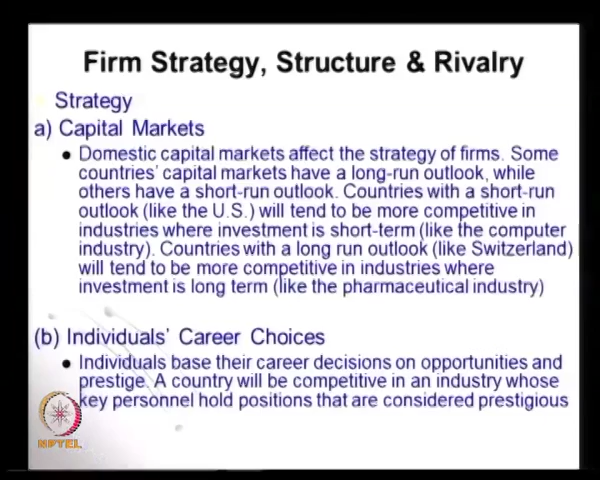 Firm Strategy, Structure & Rivalry
Strategy
a) Capital Markets
Domestic capital markets affect the strategy of firms. Some
countries' capital markets have a long-run outlook, while
others have a short-run outlook. Countries with a short-run
outlook (like the U.S.) will tend to be more competitive in
industries where investment is short-term (like the computer
industry). Countries with a long run outlook (like Switzerland)
will tend to be more competitive in industries where
investment is long term (like the pharmaceutical industry)
(b) Individuals' Career Choices
Individuals base their career decisions on opportunities and
prestige. A country will be competitive in an industry whose
key personnel hold positions that are considered prestigious
NPTEL